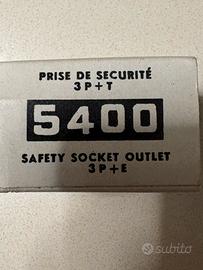 PRISE DE SECURITÉ
3P+T
5400
SAFETY SOCKET OUTLET
3P+E
subito